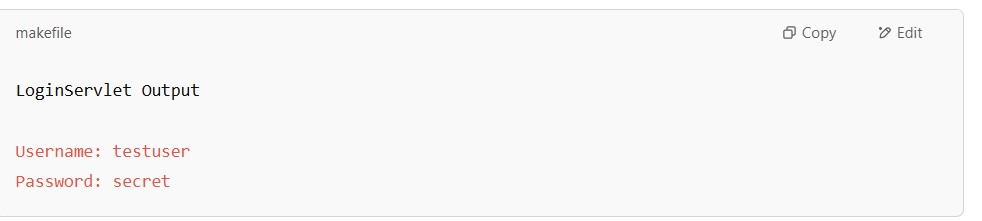 makefile
Copy
Edit
LoginServlet Output
Username: testuser
Password: secret